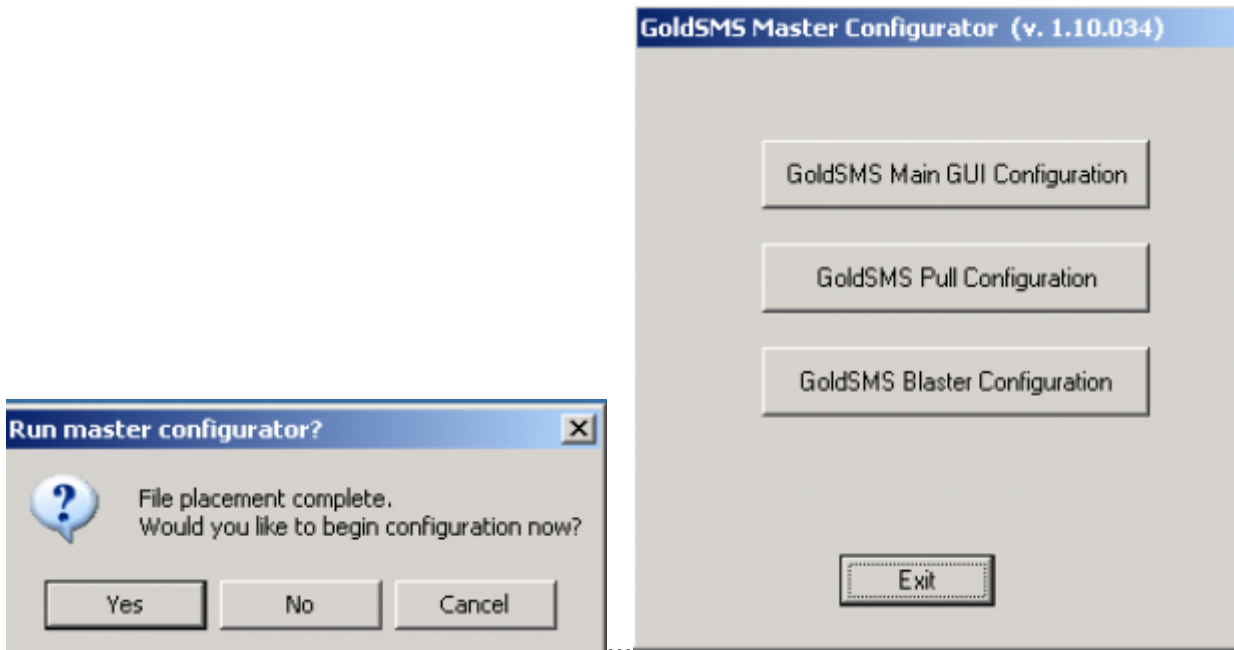 GoldSMS Master Configurator (v. 1.10.034)
GoldSMS Main GUI Configuration
GoldSMS Pull Configuration
GoldSMS Blaster Configuration
Exit
Run master configurator?
File placement complete.
Would you like to begin configuration now?
Yes
No
Cancel
...